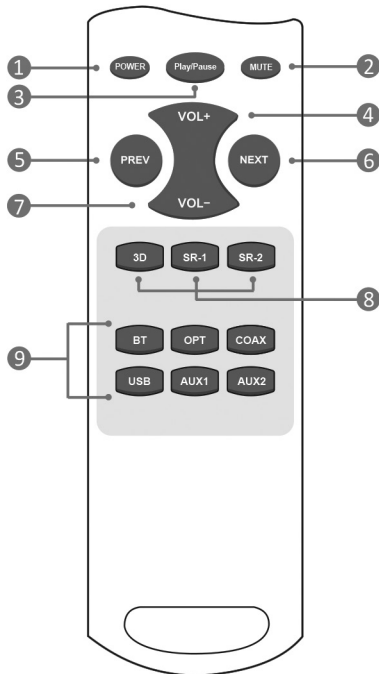 1 POWER Play/Pause MUTE 2
3
VOL+ 4
5 PREV NEXT 6
7 VOL−
3D SR-1 SR-2
8
9 BT OPT COAX
USB AUX1 AUX2